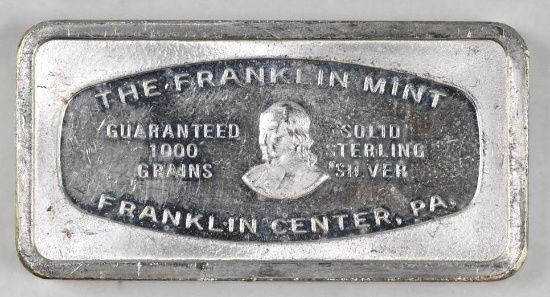 THE FRANKLIN MINT
GUARANTEED
1000
GRAINS
SOLID
STERLING
SILVER
FRANKLIN CENTER, PA.